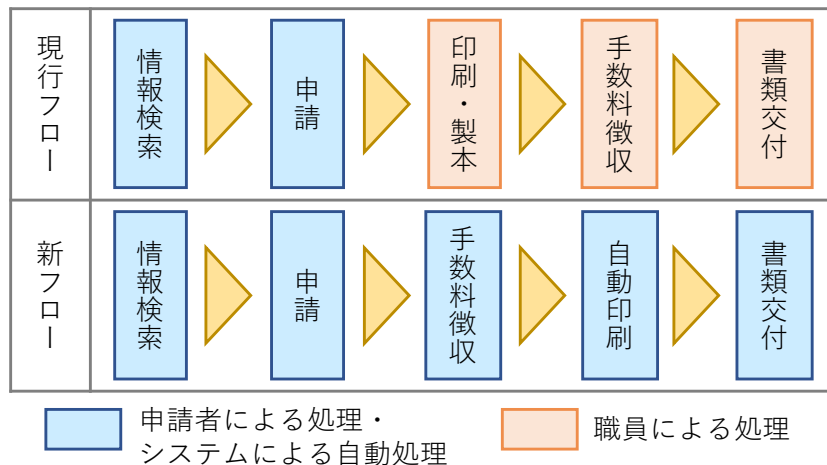 現行フロー
情報検索
申請
印刷・製本
手数料徴収
書類交付
新フロー
情報検索
申請
手数料徴収
自動印刷
書類交付
申請者による処理・
システムによる自動処理
職員による処理